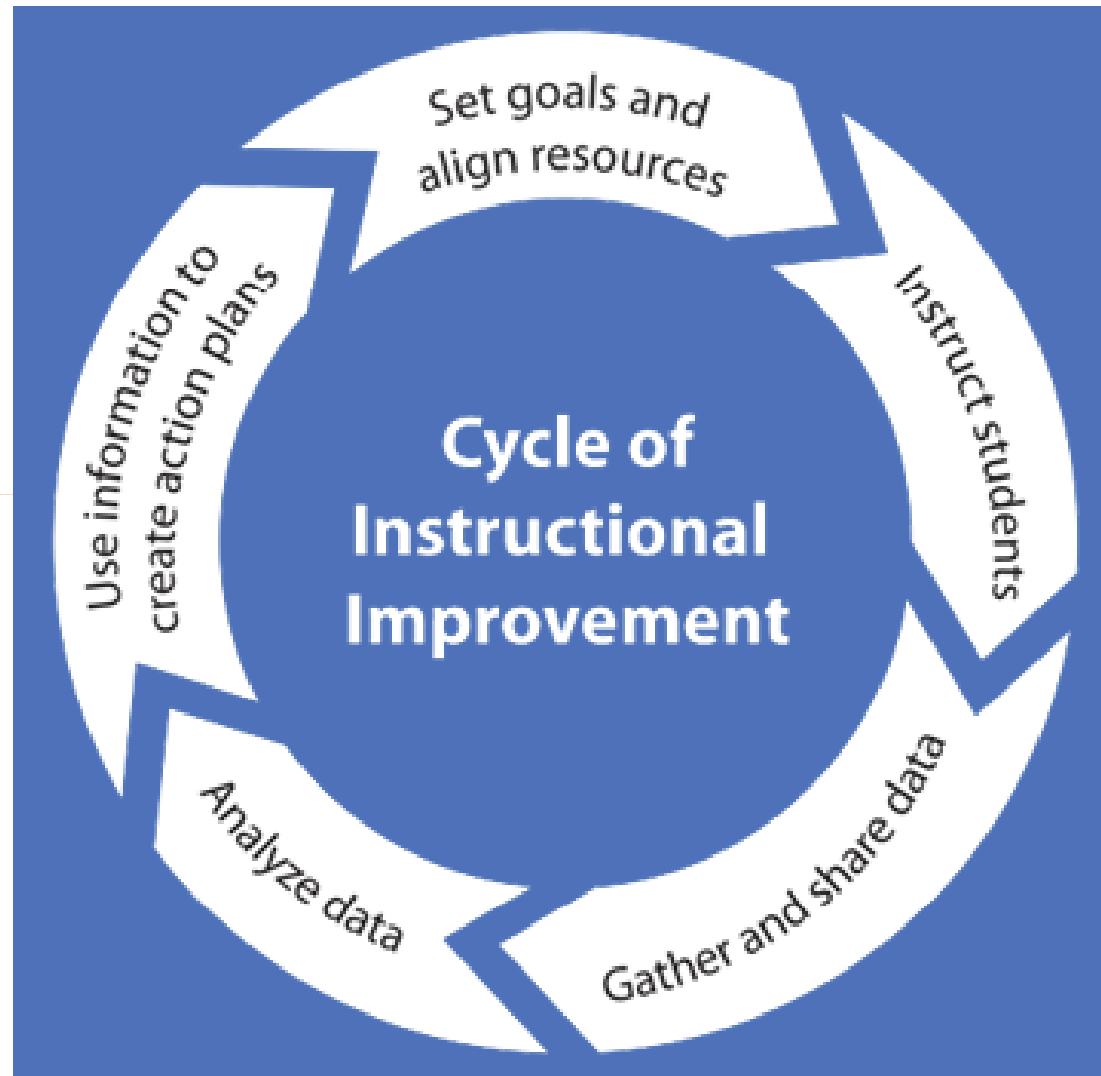 Set goals and
align resources
Instruct students
Gather and share data
Analyze data
Use information to
create action plans
Cycle of
Instructional
Improvement